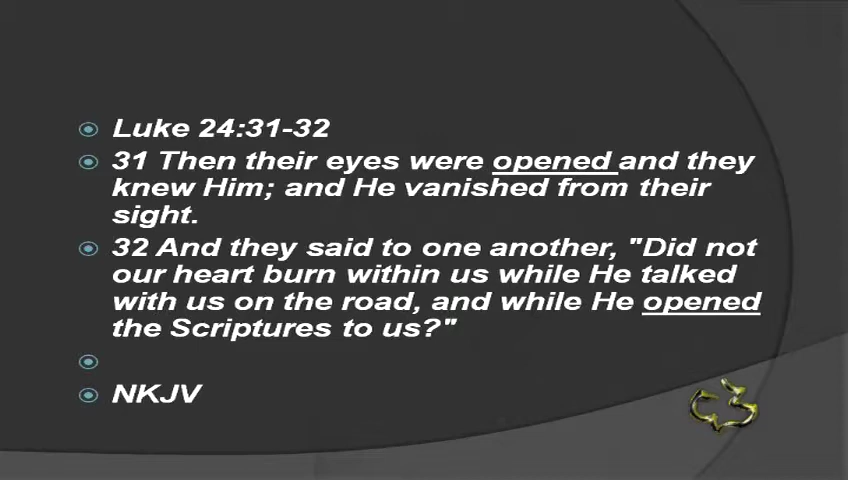 Luke 24:31-32
31 Then their eyes were opened and they
knew Him; and He vanished from their
sight.
32 And they said to one another, "Did not
our heart burn within us while He talked
with us on the road, and while He opened
the Scriptures to us?"
NKJV